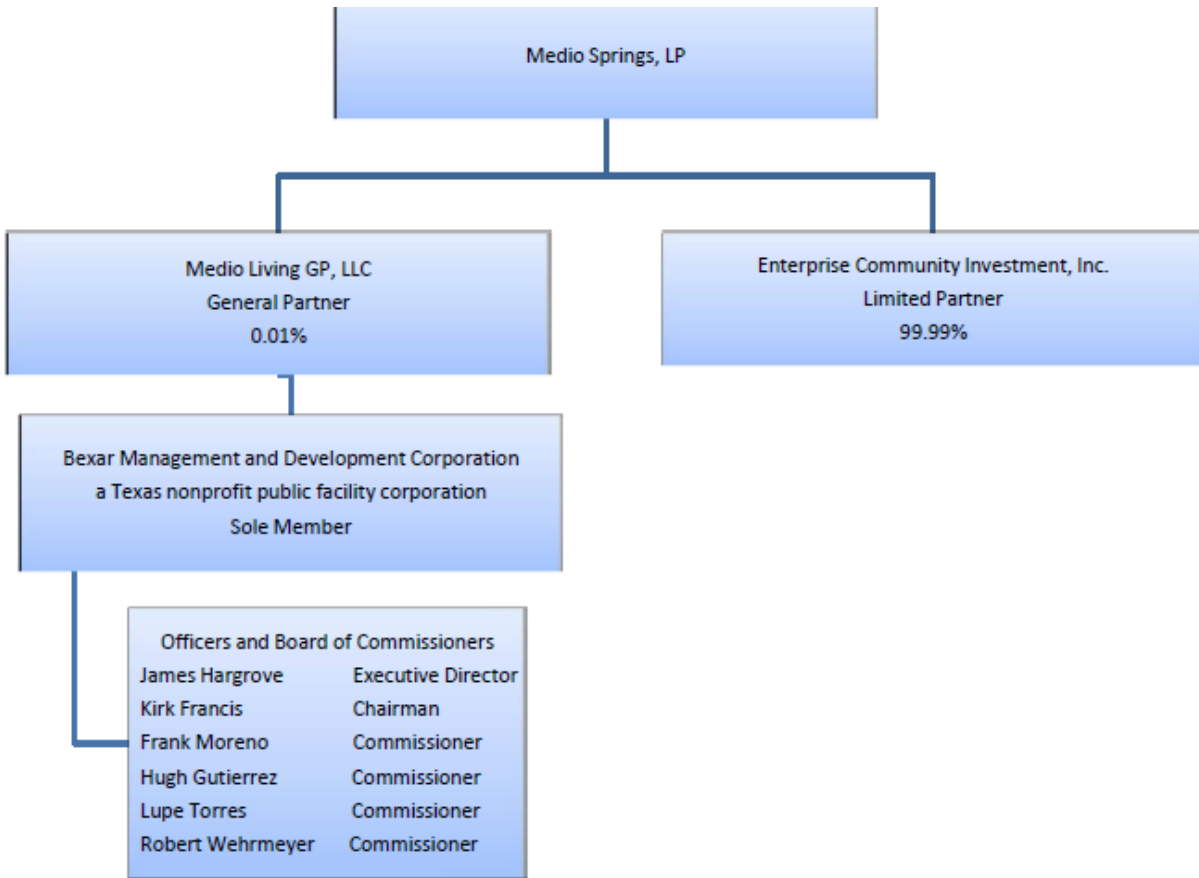 Medio Springs, LP
Medio Living GP, LLC
General Partner
0.01%
Enterprise Community Investment, Inc.
Limited Partner
99.99%
Bexar Management and Development Corporation
a Texas nonprofit public facility corporation
Sole Member
Officers and Board of Commissioners
James Hargrove Executive Director
Kirk Francis Chairman
Frank Moreno Commissioner
Hugh Gutierrez Commissioner
Lupe Torres Commissioner
Robert Wehrmeyer Commissioner